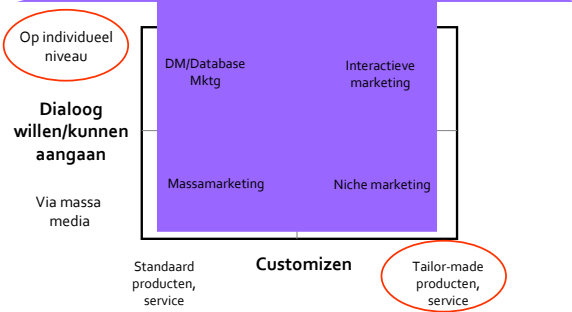 Op individueel
niveau
DM/Database
Mktg
Interactieve
marketing
Dialoog
willen/kunnen
aangaan
Massamarketing
Niche marketing
Via massa
media
Standaard
producten,
service
Customizen
Tailor-made
producten,
service